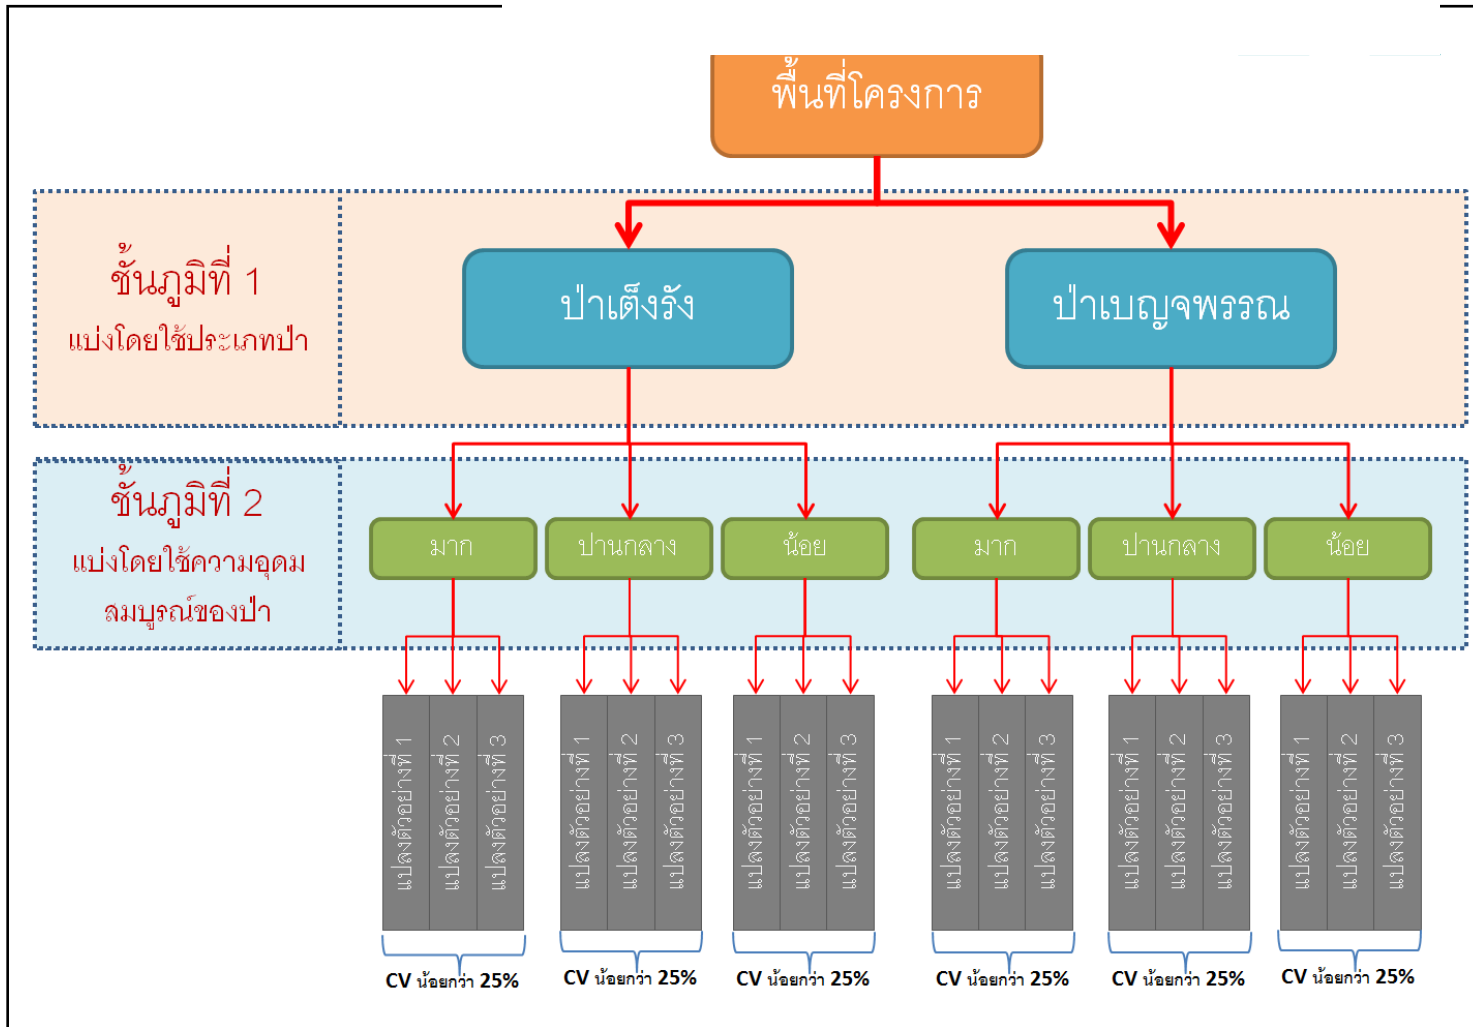 พื้นที่โครงการ
ชั้นภูมิที่ 1
แบ่งโดยใช้ประเภทป่า
ป่าเต็งรัง
ป่าเบญจพรรณ
ชั้นภูมิที่ 2
แบ่งโดยใช้ความอุดม
สมบูรณ์ของป่า
มาก
ปานกลาง
น้อย
มาก
ปานกลาง
น้อย
แปลงตัวอย่างที่ 1
แปลงตัวอย่างที่ 2
แปลงตัวอย่างที่ 3
แปลงตัวอย่างที่ 1
แปลงตัวอย่างที่ 2
แปลงตัวอย่างที่ 3
แปลงตัวอย่างที่ 1
แปลงตัวอย่างที่ 2
แปลงตัวอย่างที่ 3
แปลงตัวอย่างที่ 1
แปลงตัวอย่างที่ 2
แปลงตัวอย่างที่ 3
แปลงตัวอย่างที่ 1
แปลงตัวอย่างที่ 2
แปลงตัวอย่างที่ 3
แปลงตัวอย่างที่ 1
แปลงตัวอย่างที่ 2
แปลงตัวอย่างที่ 3
CV น้อยกว่า 25%
CV น้อยกว่า 25%
CV น้อยกว่า 25%
CV น้อยกว่า 25%
CV น้อยกว่า 25%
CV น้อยกว่า 25%